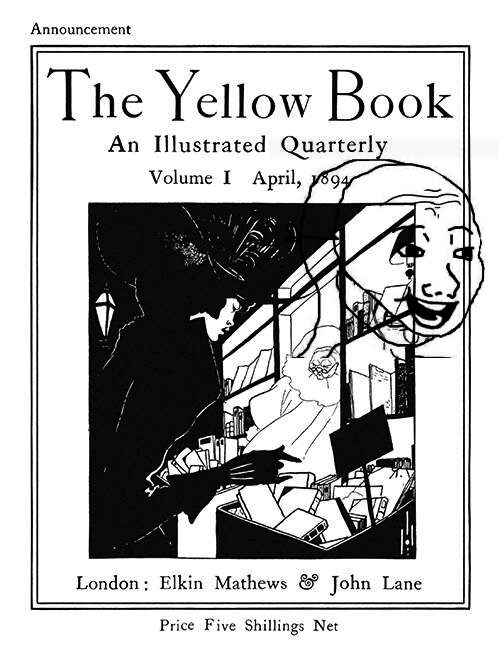 Announcement
The Yellow Book
An Illustrated Quarterly
Volume I April, 1894
London: Elkin Mathews & John Lane
Price Five Shillings Net